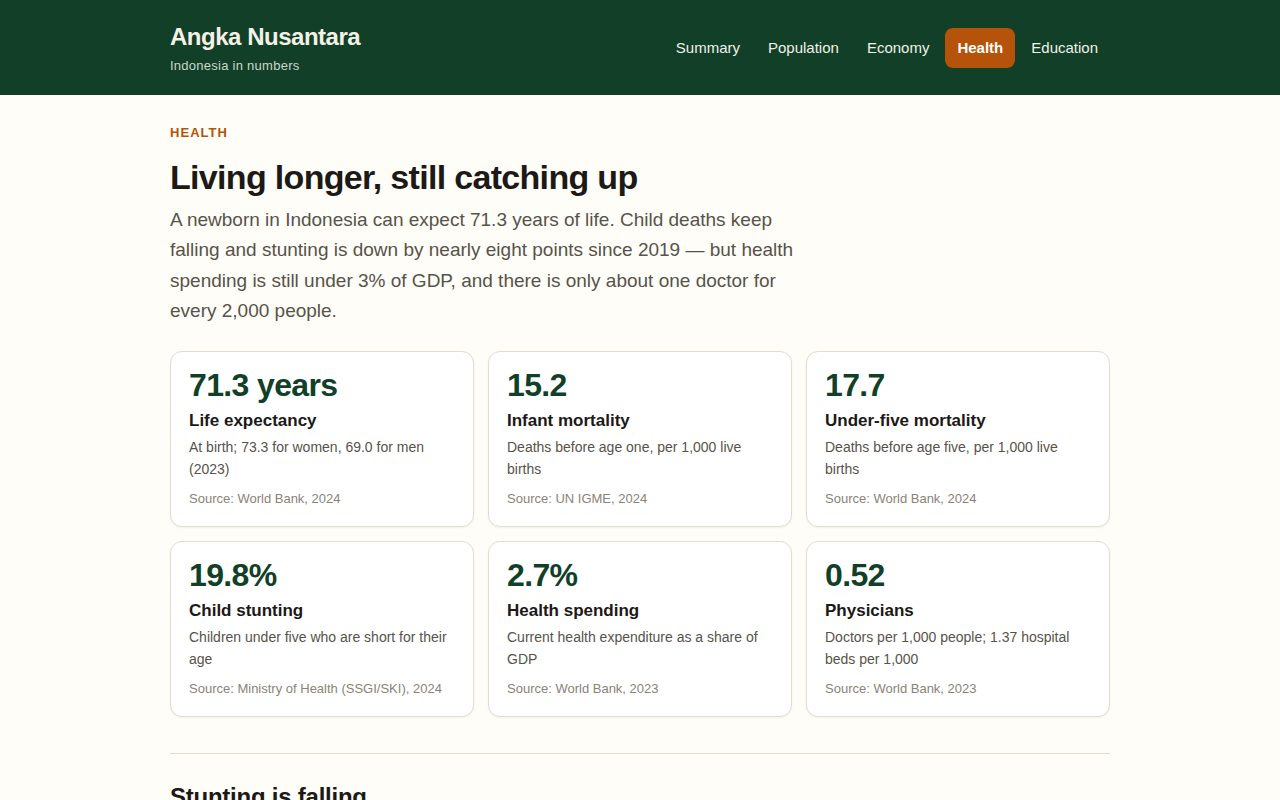 Angka Nusantara
Indonesia in numbers
Summary Population Economy Health Education
HEALTH
Living longer, still catching up
A newborn in Indonesia can expect 71.3 years of life. Child deaths keep
falling and stunting is down by nearly eight points since 2019 — but health
spending is still under 3% of GDP, and there is only about one doctor for
every 2,000 people.
71.3 years
Life expectancy
At birth; 73.3 for women, 69.0 for men
(2023)
Source: World Bank, 2024
15.2
Infant mortality
Deaths before age one, per 1,000 live
births
Source: UN IGME, 2024
17.7
Under-five mortality
Deaths before age five, per 1,000 live
births
Source: World Bank, 2024
19.8%
Child stunting
Children under five who are short for their
age
Source: Ministry of Health (SSGI/SKI), 2024
2.7%
Health spending
Current health expenditure as a share of
GDP
Source: World Bank, 2023
0.52
Physicians
Doctors per 1,000 people; 1.37 hospital
beds per 1,000
Source: World Bank, 2023
Stunting is falling